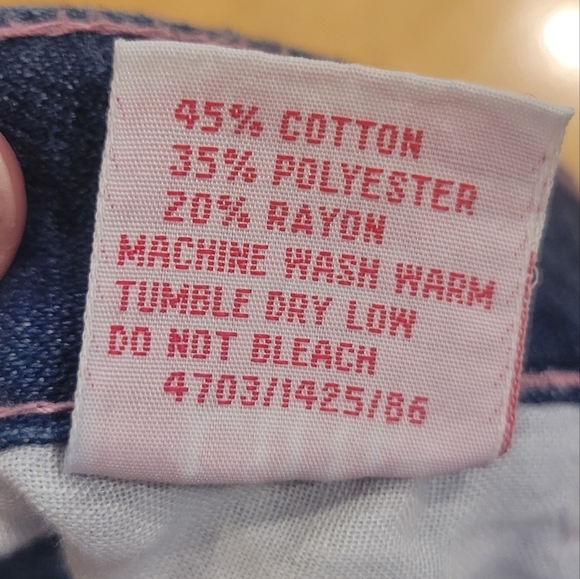 45% COTTON
35% POLYESTER
20% RAYON
MACHINE WASH WARM
TUMBLE DRY LOW
DO NOT BLEACH
4703/1425/86